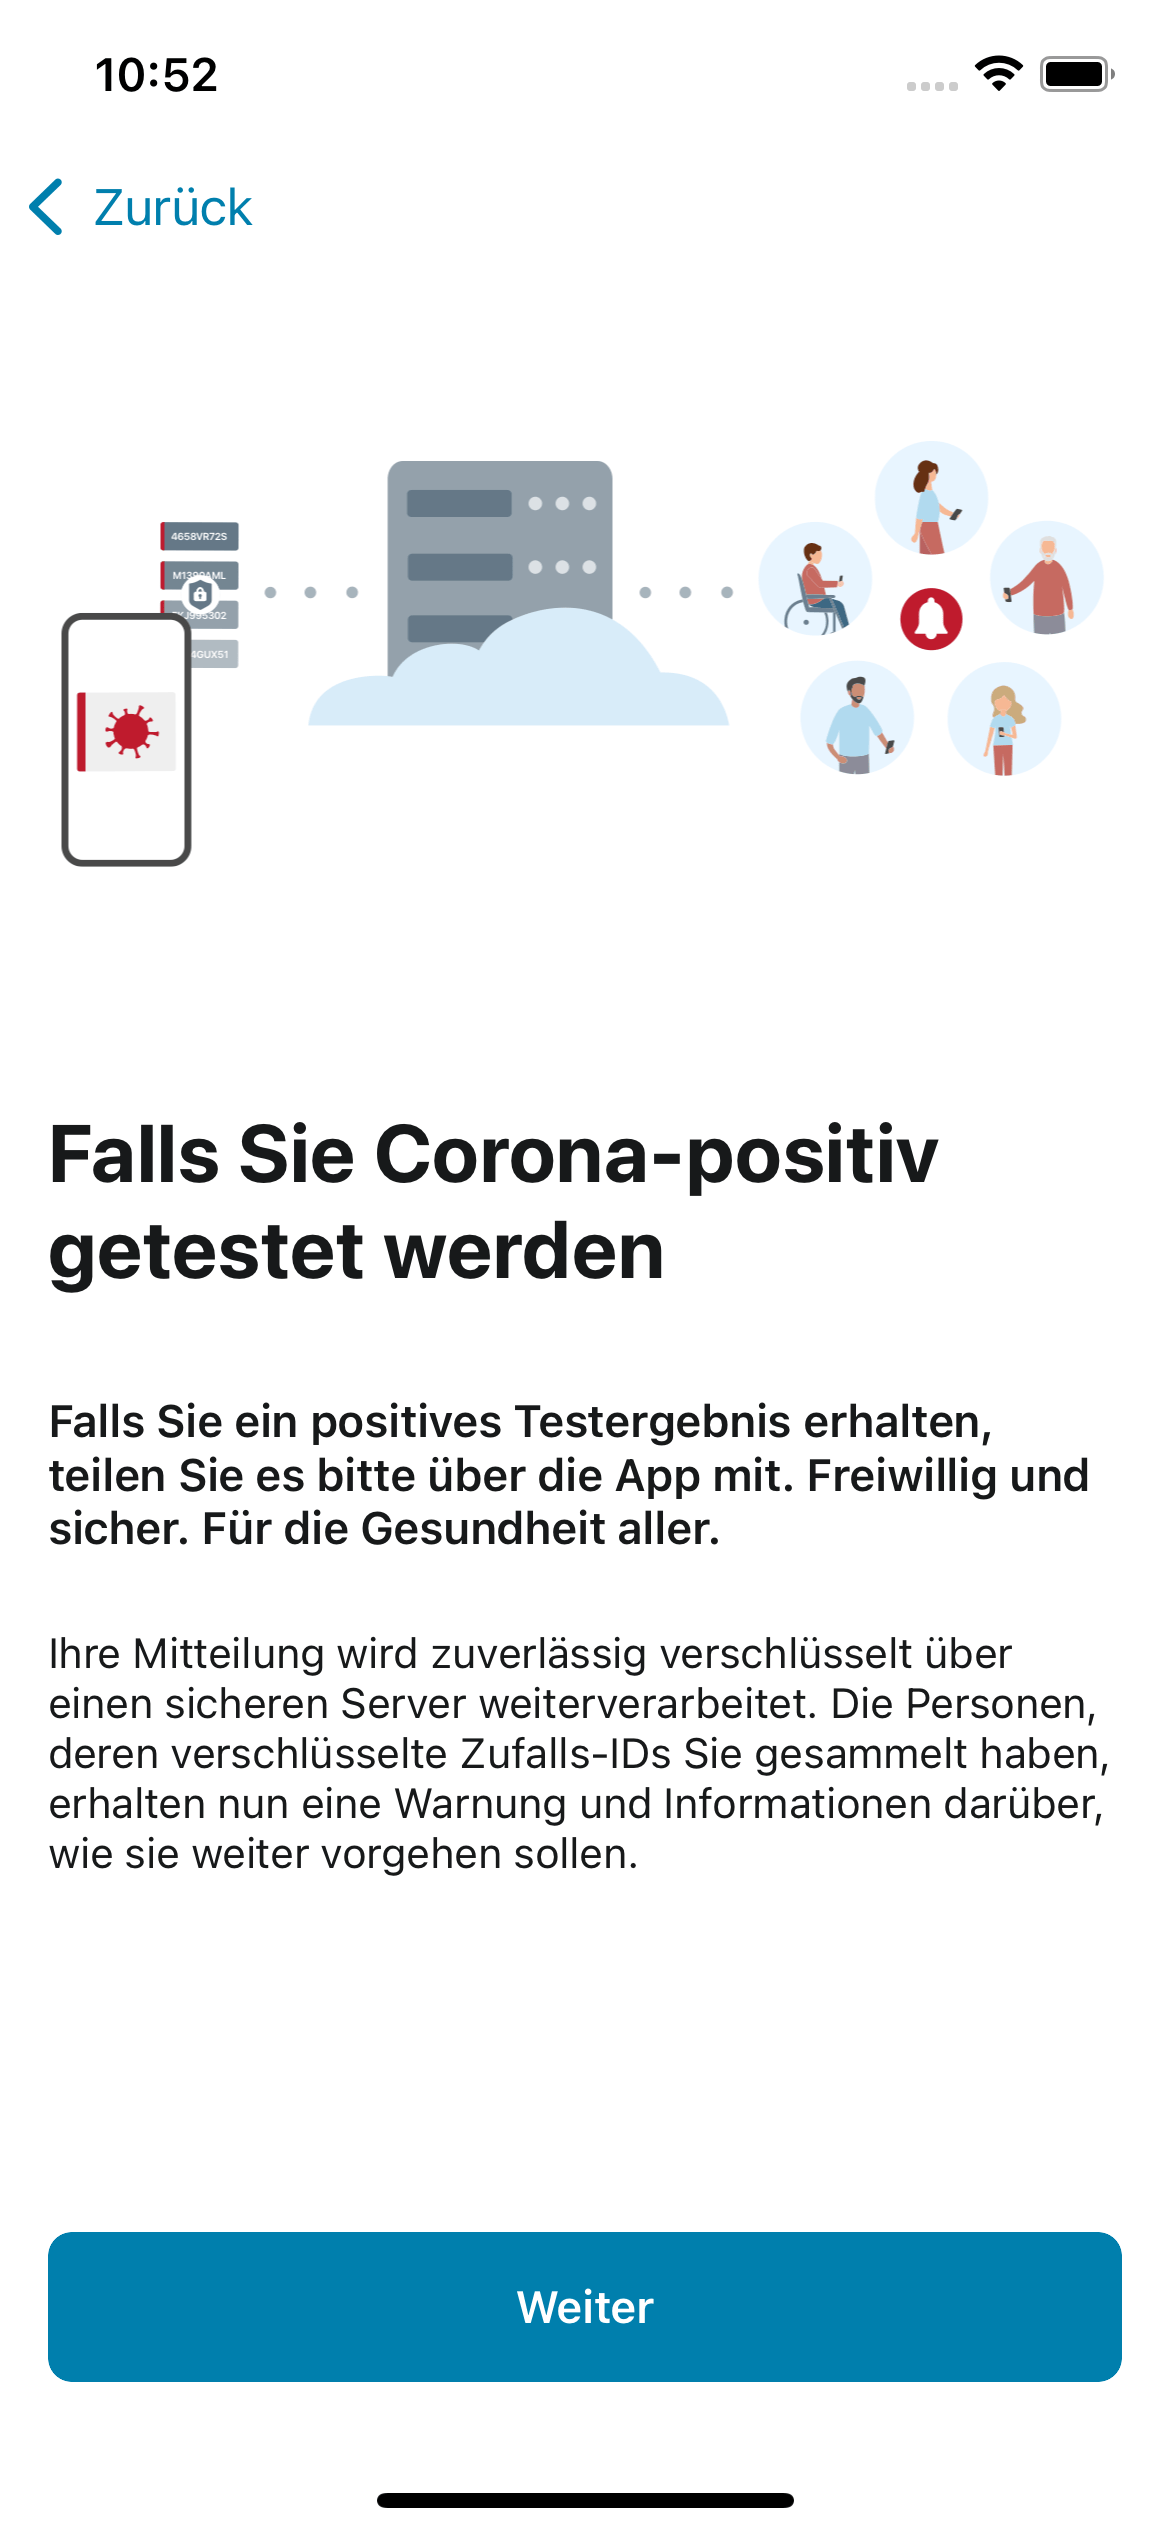 10:52
Zurück
4658VR72S
4GUX51
Falls Sie Corona-positiv
getestet werden
Falls Sie ein positives Testergebnis erhalten,
teilen Sie es bitte über die App mit. Freiwillig und
sicher. Für die Gesundheit aller.
Ihre Mitteilung wird zuverlässig verschlüsselt über
einen sicheren Server weiterverarbeitet. Die Personen,
deren verschlüsselte Zufalls-IDs Sie gesammelt haben,
erhalten nun eine Warnung und Informationen darüber,
wie sie weiter vorgehen sollen.
Weiter